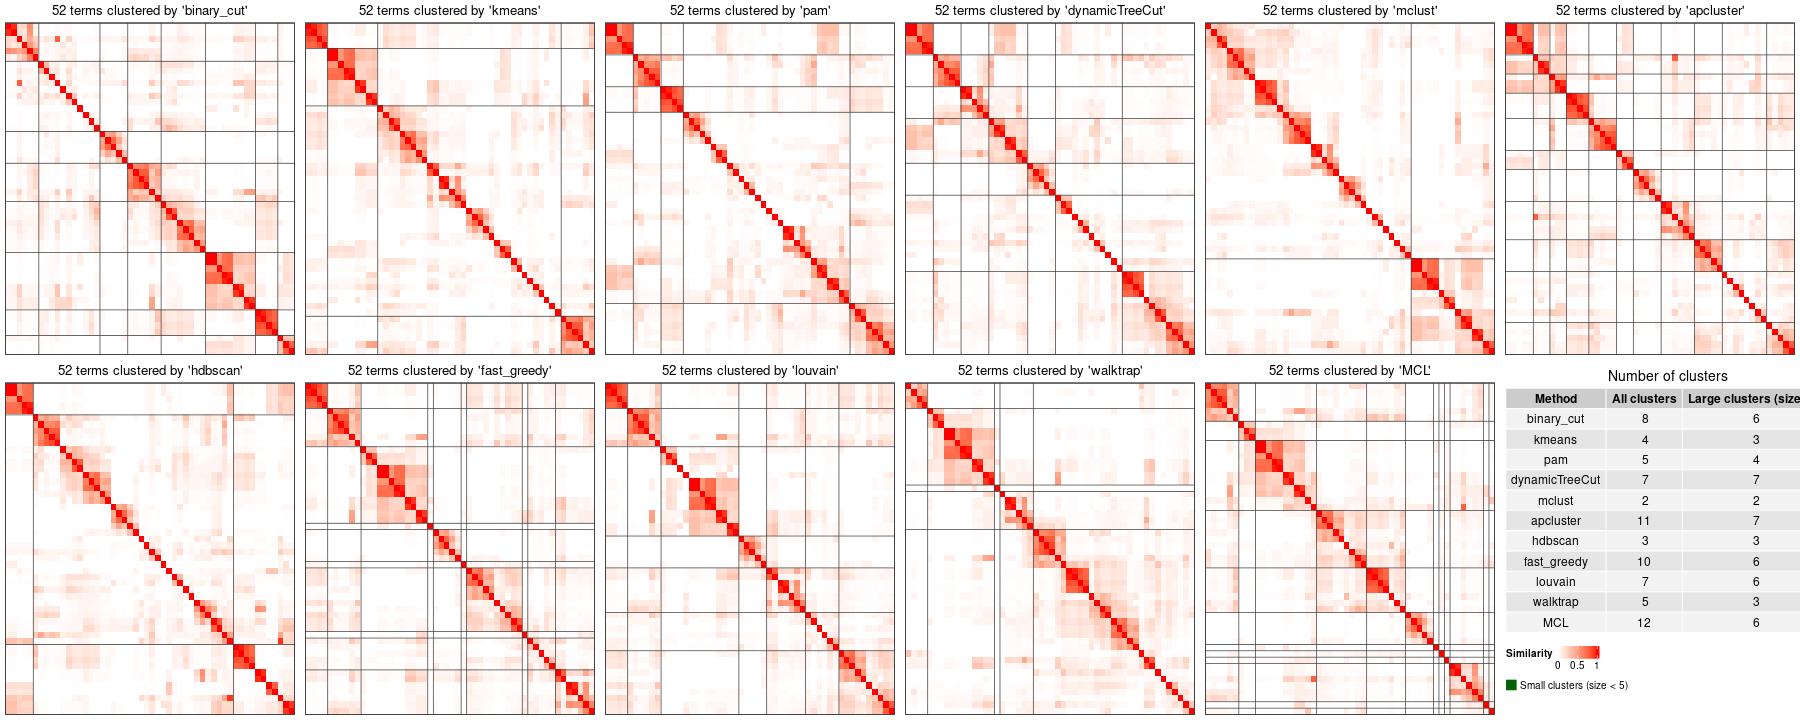 52 terms clustered by 'binary_cut'
52 terms clustered by 'kmeans'
52 terms clustered by 'pam'
52 terms clustered by 'dynamicTreeCut'
52 terms clustered by 'mclust'
52 terms clustered by 'apcluster'
52 terms clustered by 'hdbscan'
52 terms clustered by 'fast_greedy'
52 terms clustered by 'louvain'
52 terms clustered by 'walktrap'
52 terms clustered by 'MCL'
Number of clusters
Method All clusters Large clusters (size
binary_cut 8 6
kmeans 4 3
pam 5 4
dynamicTreeCut 7 7
mclust 2 2
apcluster 11 7
hdbscan 3 3
fast_greedy 10 6
louvain 7 6
walktrap 5 3
MCL 12 6
Similarity
0 0.5 1
Small clusters (size < 5)